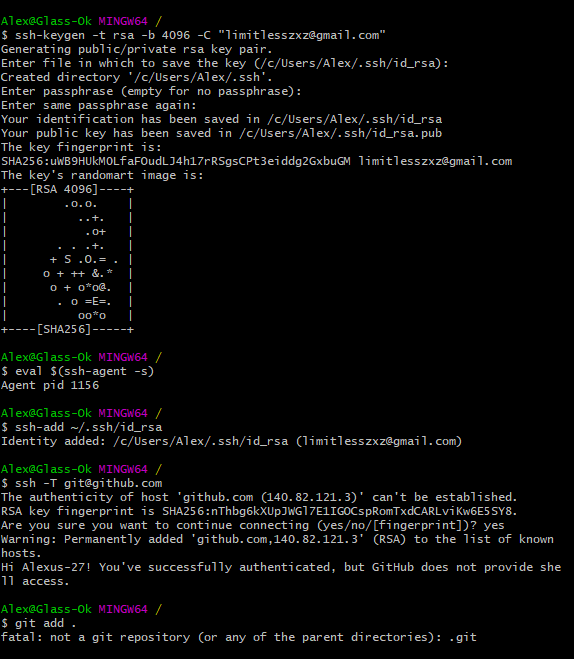 Alex@Glass-Ok MINGW64 /
$ ssh-keygen -t rsa -b 4096 -C "limitlesszxz@gmail.com"
Generating public/private rsa key pair.
Enter file in which to save the key (/c/Users/Alex/.ssh/id_rsa):
Created directory '/c/Users/Alex/.ssh'.
Enter passphrase (empty for no passphrase):
Enter same passphrase again:
Your identification has been saved in /c/Users/Alex/.ssh/id_rsa
Your public key has been saved in /c/Users/Alex/.ssh/id_rsa.pub
The key fingerprint is:
SHA256:uWB9HUkMOLfaFOudLJ4h17rRSgsCPt3eiddg2GxbuGM limitlesszxz@gmail.com
The key's randomart image is:
+---[RSA 4096]----+
|        .o.o.    |
|          ..+.   |
|           .o+   |
|       . . .+.   |
|      + S .O.= . |
|     o + ++ &.*  |
|      o + o*o@.  |
|       . o =E=.  |
|          oo*o   |
+----[SHA256]-----+
Alex@Glass-Ok MINGW64 /
$ eval $(ssh-agent -s)
Agent pid 1156
Alex@Glass-Ok MINGW64 /
$ ssh-add ~/.ssh/id_rsa
Identity added: /c/Users/Alex/.ssh/id_rsa (limitlesszxz@gmail.com)
Alex@Glass-Ok MINGW64 /
$ ssh -T git@github.com
The authenticity of host 'github.com (140.82.121.3)' can't be established.
RSA key fingerprint is SHA256:nThbg6kXUpJWGl7E1IGOCspRomTxdCARLviKw6E5SY8.
Are you sure you want to continue connecting (yes/no/[fingerprint])? yes
Warning: Permanently added 'github.com,140.82.121.3' (RSA) to the list of known
hosts.
Hi Alexus-27! You've successfully authenticated, but GitHub does not provide she
ll access.
Alex@Glass-Ok MINGW64 /
$ git add .
fatal: not a git repository (or any of the parent directories): .git